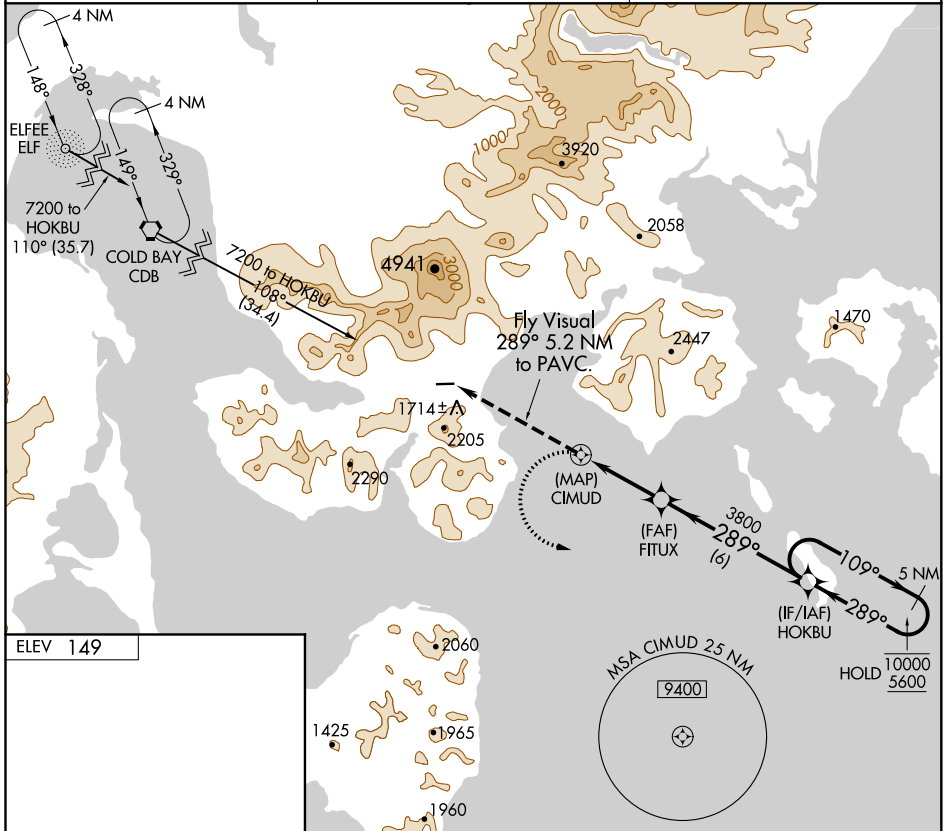 4 NM
148°
328°
ELFEE
ELF
4 NM
149°
329°
7200 to
HOKBU
110° (35.7)
COLD BAY
CDB
7200 to HOKBU
108°
(34.4)
2000
1000
3920
2058
4941
3000
1470
2447
Fly Visual
289° 5.2 NM
to PAVC.
1714±
2205
2290
(MAP)
CIMUD
(FAF)
FITUX
3800
289°
(6)
109°
5 NM
289°
(IF/IAF)
HOKBU
HOLD
10000
5600
ELEV 149
2060
1425
1965
1960
MSA CIMUD 25 NM
9400